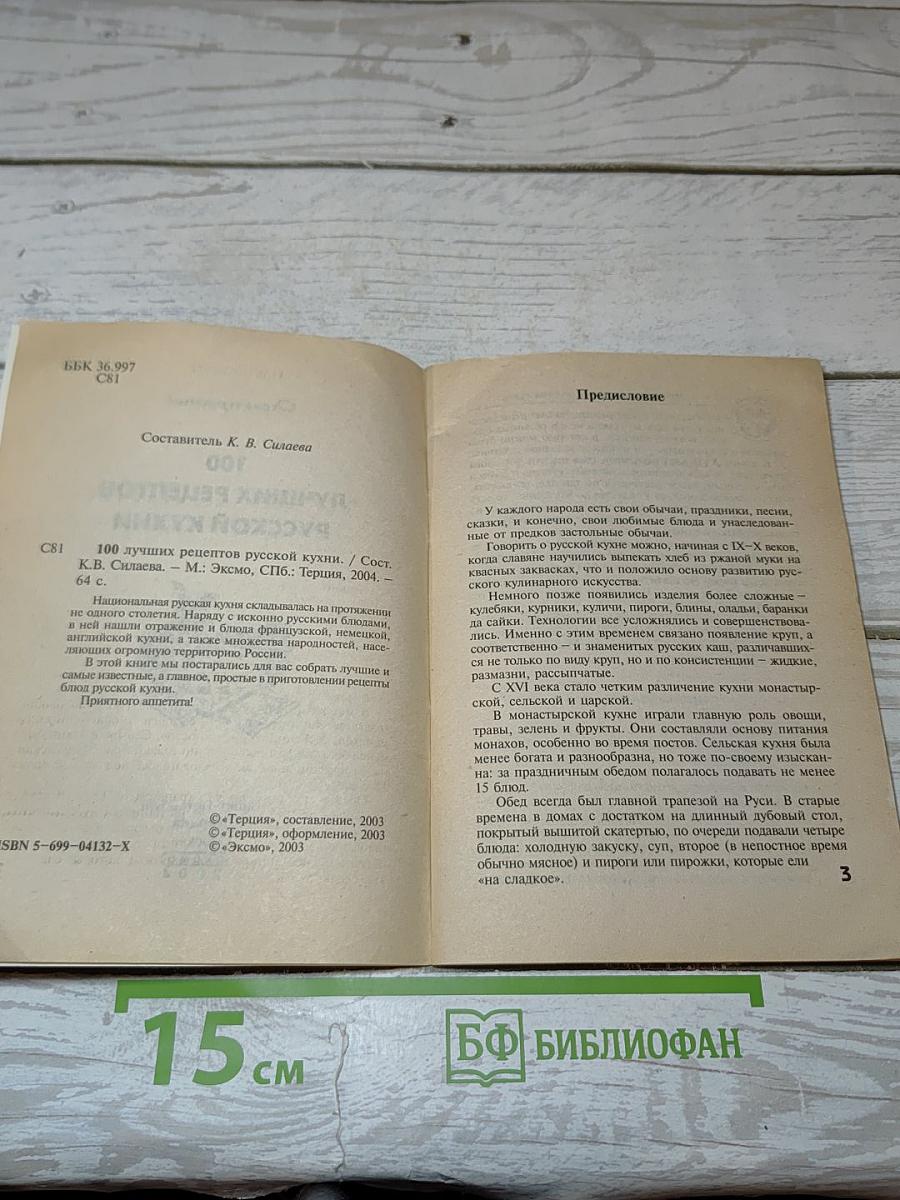 ББК 36.997
С81
Составитель К. В. Силаева
С81 100 лучших рецептов русской кухни. / Сост.
К.В. Силаева. – М.: Эксмо, СПб.: Терция, 2004. –
64 с.
Национальная русская кухня складывалась на протяжении
не одного столетия. Наряду с исконно русскими блюдами,
в ней нашли отражение и блюда французской, немецкой,
английской кухни, а также множества народностей, насе-
ляющих огромную территорию России.
В этой книге мы постарались для вас собрать лучшие и
самые известные, а главное, простые в приготовлении рецепты
блюд русской кухни.
Приятного аппетита!
©«Терция», составление, 2003
©«Терция», оформление, 2003
©«Эксмо», 2003
ISBN 5–699–04132–X
Предисловие
У каждого народа есть свои обычаи, праздники, песни,
сказки, и конечно, свои любимые блюда и унаследован-
ные от предков застольные обычаи.
Говорить о русской кухне можно, начиная с IX–X веков,
когда славяне научились выпекать хлеб из ржаной муки на
квасных заквасках, что и положило основу развитию рус-
ского кулинарного искусства.
Немного позже появились изделия более сложные –
кулебяки, курники, куличи, пироги, блины, оладьи, баранки
да сайки. Технологии все усложнялись и совершенствова-
лись. Именно с этим временем связано появление круп, а
соответственно – и знаменитых русских каш, различавших-
ся не только по виду круп, но и по консистенции – жидкие,
размазни, рассыпчатые.
С XVI века стало четким различение кухни монастыр-
ской, сельской и царской.
В монастырской кухне играли главную роль овощи,
травы, зелень и фрукты. Они составляли основу питания
монахов, особенно во время постов. Сельская кухня была
менее богата и разнообразна, но тоже по-своему изыскан-
на: за праздничным обедом полагалось подавать не менее
15 блюд.
Обед всегда был главной трапезой на Руси. В старые
времена в домах с достатком на длинный дубовый стол,
покрытый вышитой скатертью, по очереди подавали четыре
блюда: холодную закуску, суп, второе (в непостное время
обычно мясное) и пироги или пирожки, которые ели
«на сладкое».
3
15 см
БФ БИБЛИОФАН